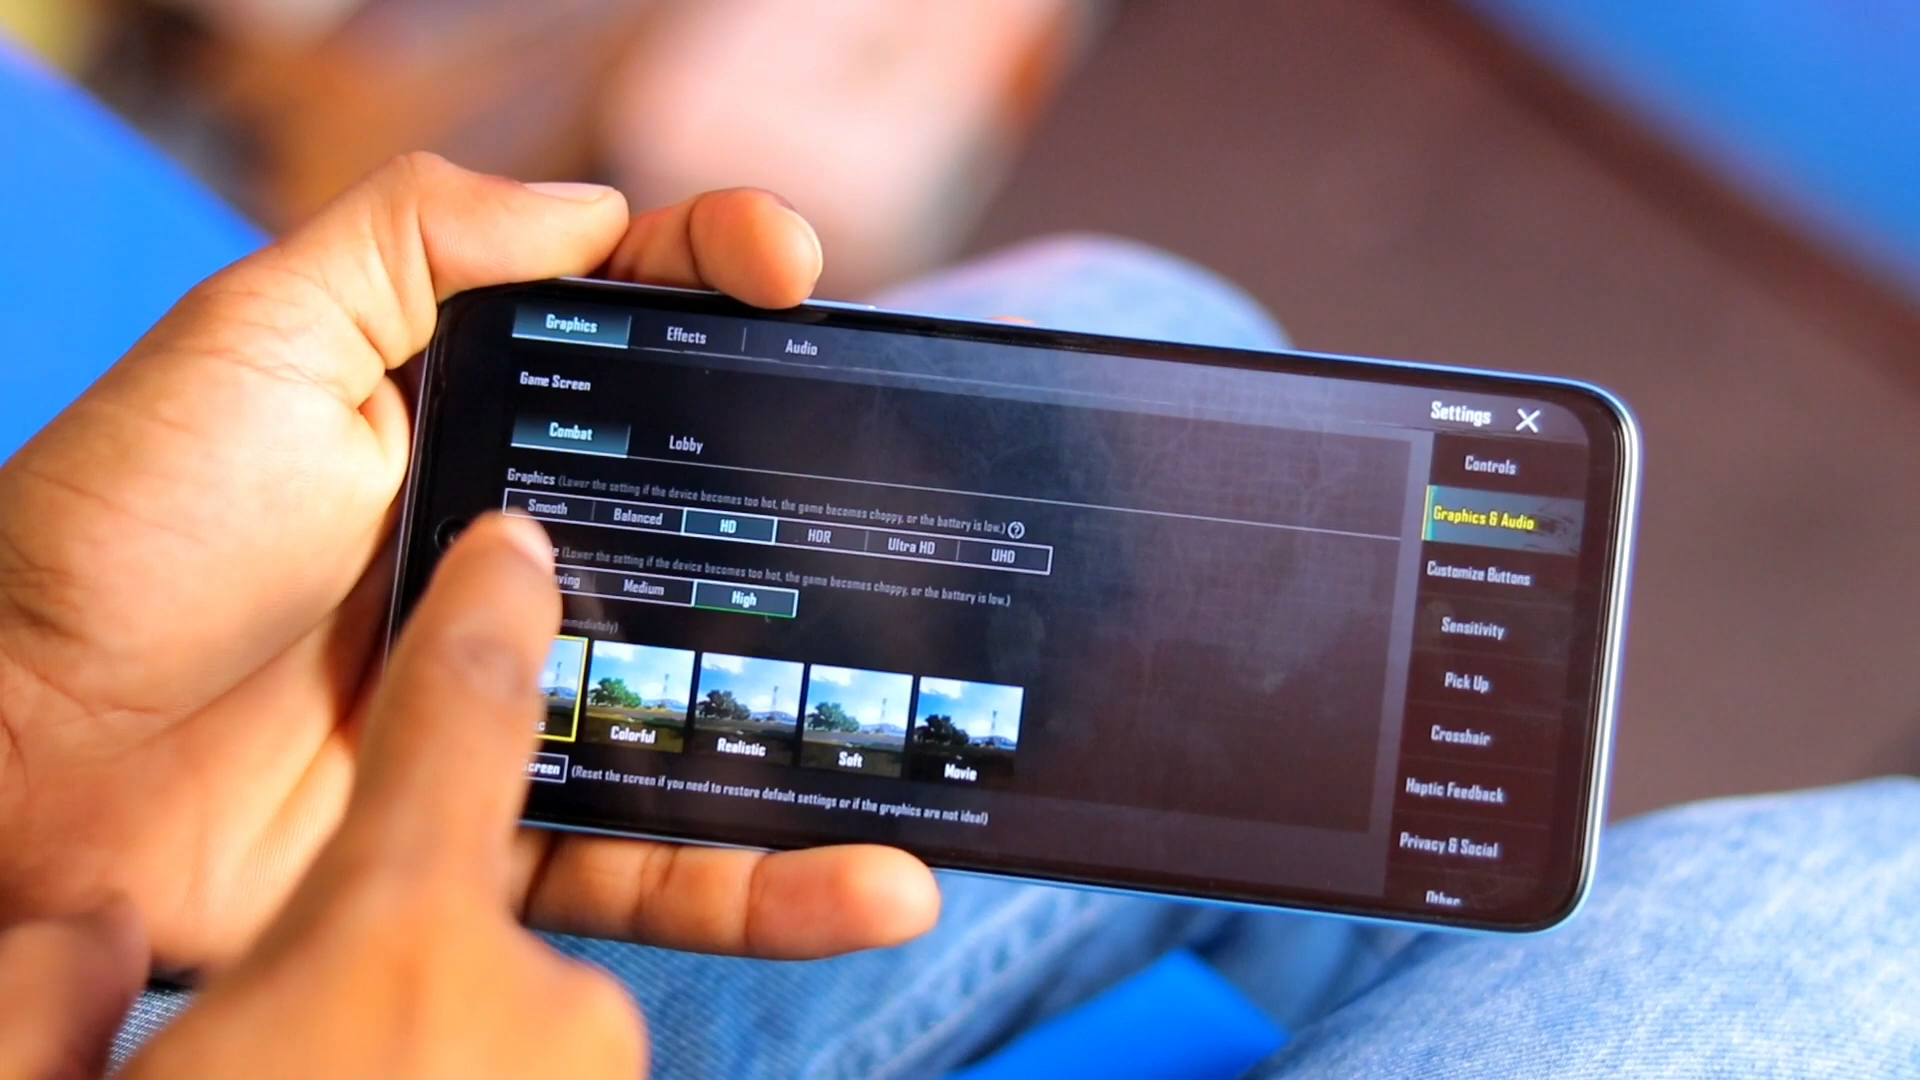 Graphics Effects Audio
Settings
Game Screen
Combat Lobby
Graphics (Lower the setting if the device becomes too hot, the game becomes choppy, or the battery is low.)
Smooth Balanced HD HDR Ultra HD UHD
(Lower the setting if the device becomes too hot, the game becomes choppy, or the battery is low.)
Medium High
mmediately)
Colorful Realistic Soft Movie
creen (Reset the screen if you need to restore default settings or if the graphics are not ideal)
Controls
Graphics & Audio
Customize Buttons
Sensitivity
Pick Up
Crosshair
Haptic Feedback
Privacy & Social
Other